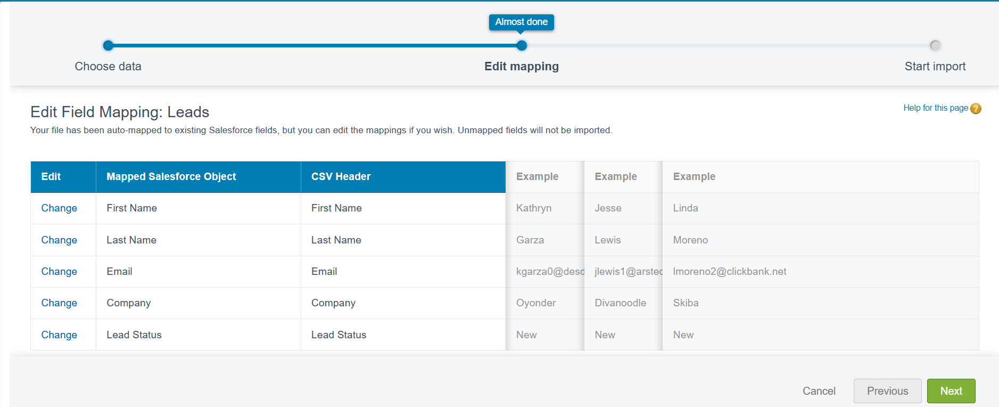 Almost done
Choose data Edit mapping Start import
Edit Field Mapping: Leads
Help for this page ?
Your file has been auto-mapped to existing Salesforce fields, but you can edit the mappings if you wish. Unmapped fields will not be imported.
Edit Mapped Salesforce Object CSV Header Example Example Example
Change First Name First Name Kathryn Jesse Linda
Change Last Name Last Name Garza Lewis Moreno
Change Email Email kgarza0@desd jlewis1@arstec lmoreno2@clickbank.net
Change Company Company Oyonder Divanoodle Skiba
Change Lead Status Lead Status New New New
Cancel Previous Next